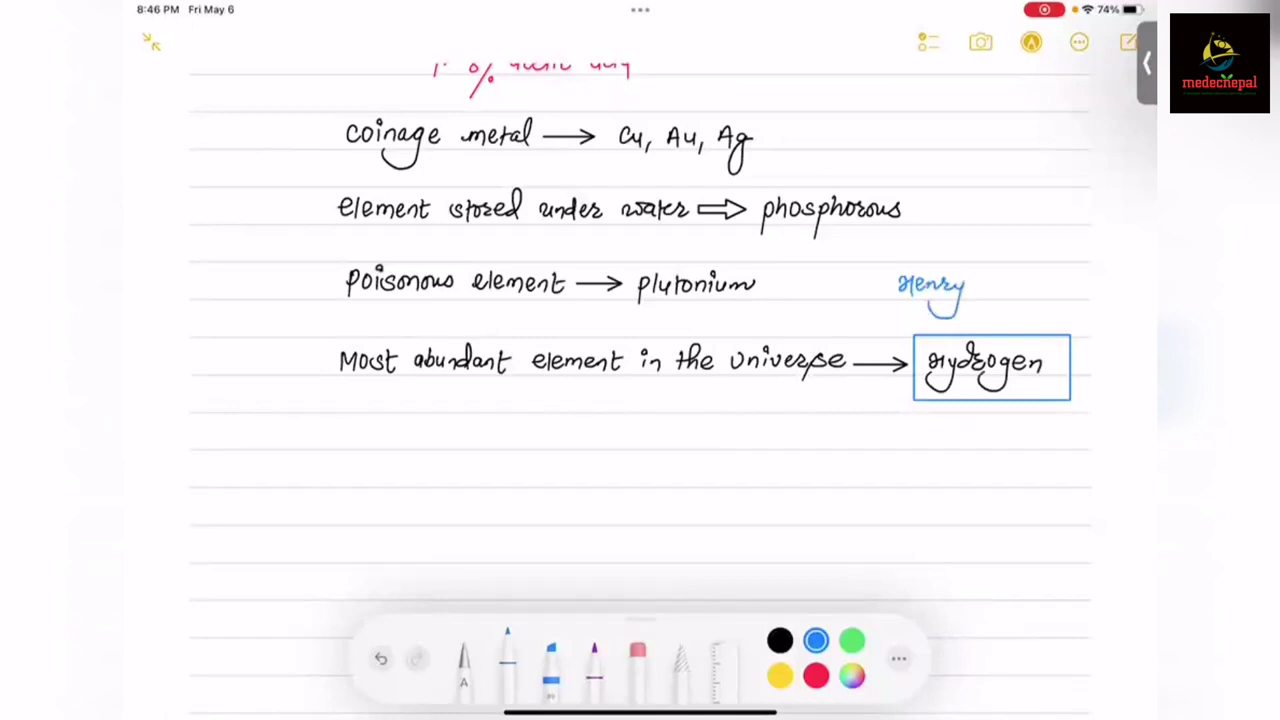 8:46 PM Fri May 6
74%
medecnepal
%
coinage metal → Cu, Au, Ag
element stored under water ⇒ phosphorous
poisonous element → plutonium
Henry
Most abundant element in the universe → Hydrogen
A